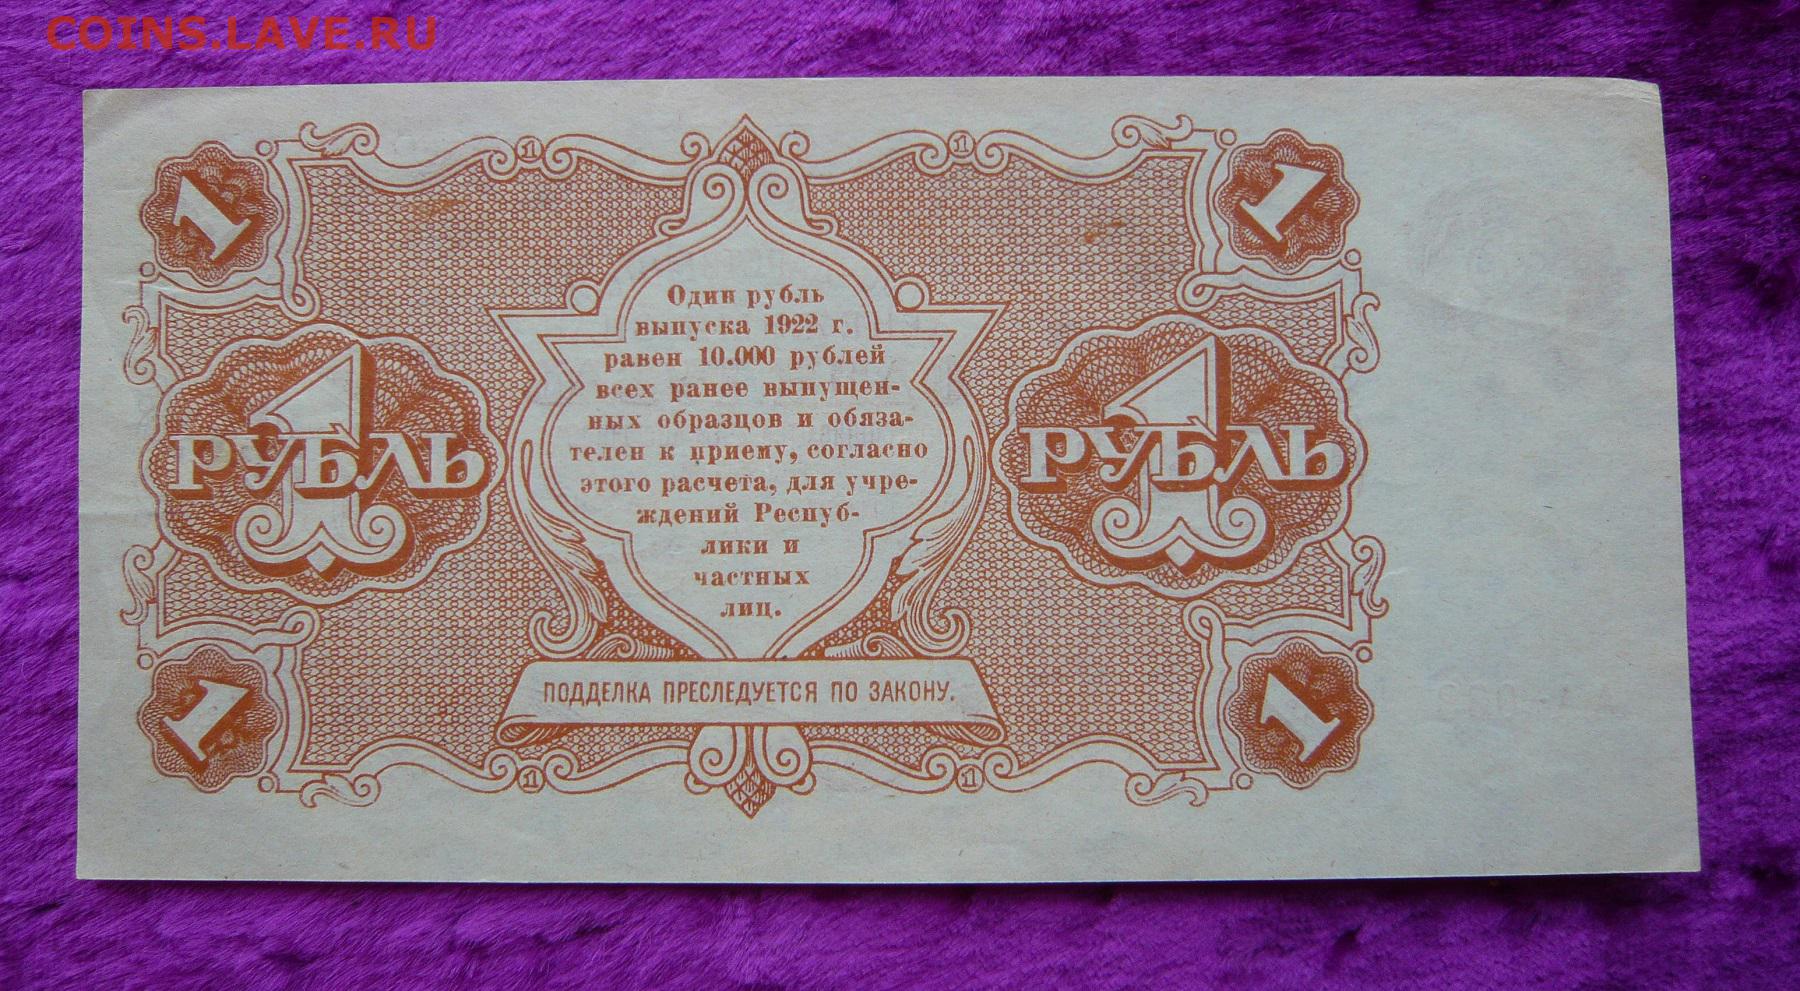 COINS.LAVE.RU
1
1
1
1
Один рубль
выпуска 1922 г.
равен 10.000 рублей
всех ранее выпущен-
ных образцов и обяза-
телен к приему, согласно
этого расчета, для учре-
ждений Респуб-
лики и
частных
лиц.
1
РУБЛЬ
1
РУБЛЬ
ПОДДЕЛКА ПРЕСЛЕДУЕТСЯ ПО ЗАКОНУ.
1
1
1
1